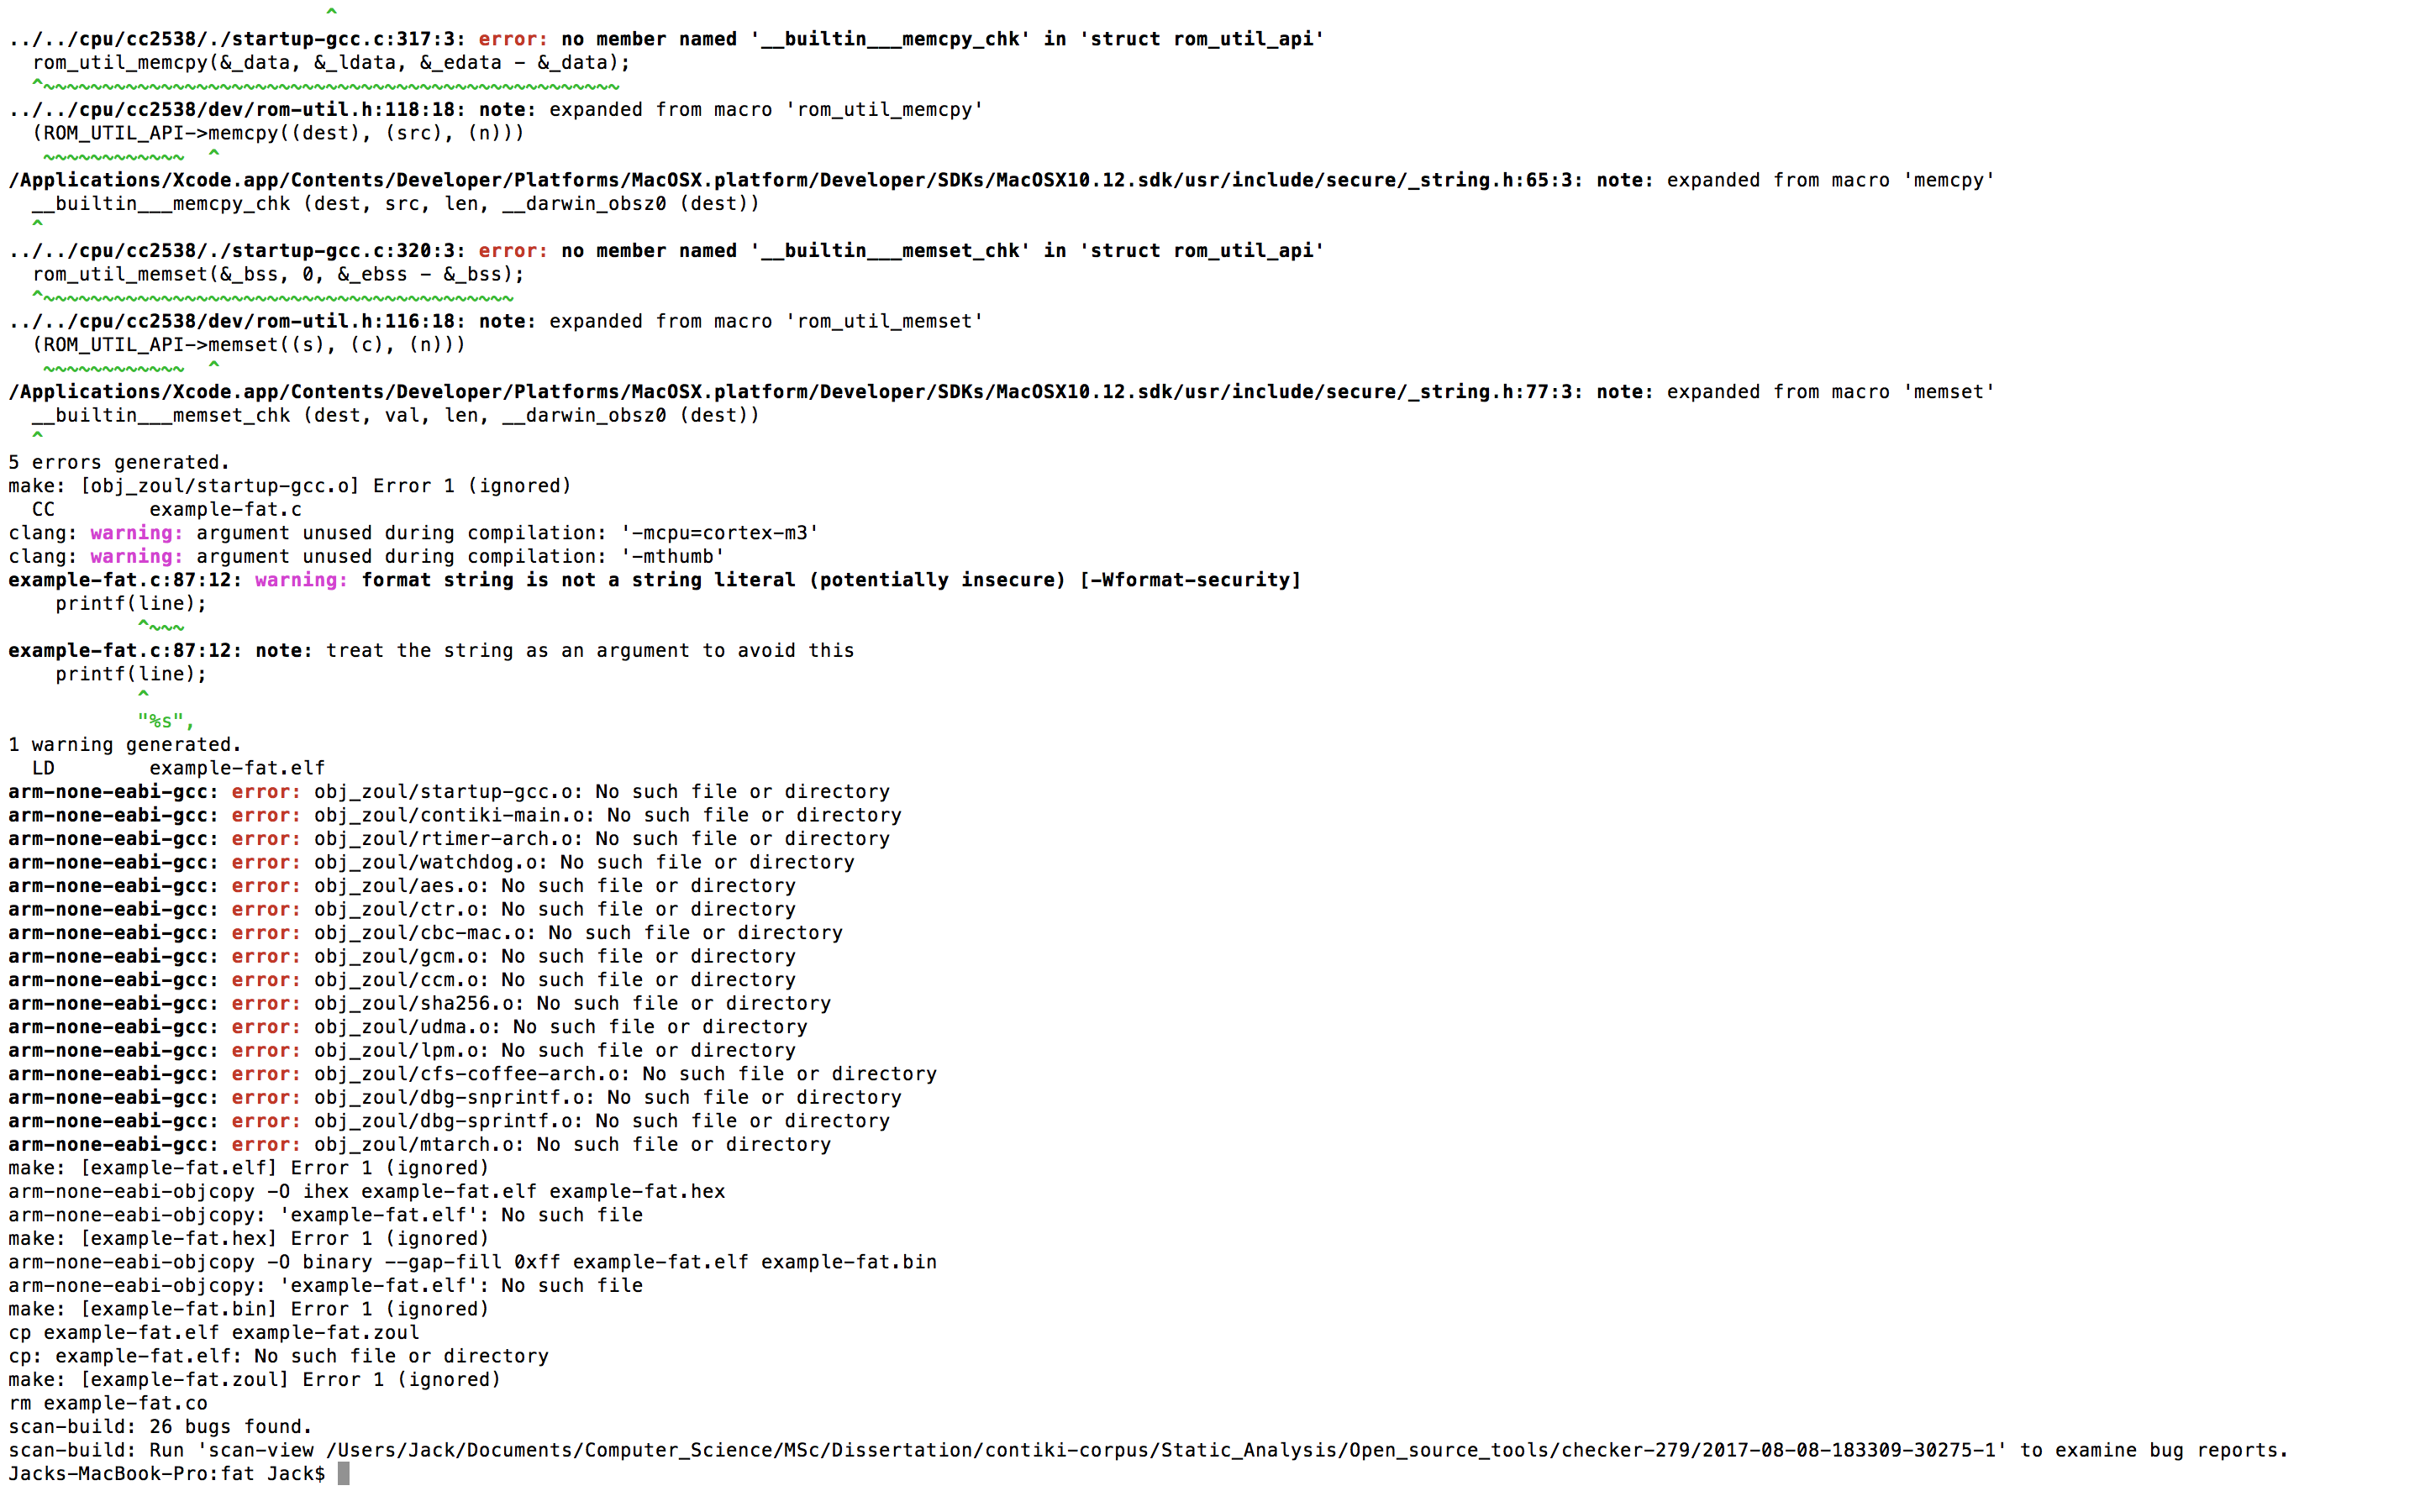 ^
../../cpu/cc2538/./startup-gcc.c:317:3: error: no member named '__builtin___memcpy_chk' in 'struct rom_util_api'
  rom_util_memcpy(&_data, &_ldata, &_edata - &_data);
  ^~~~~~~~~~~~~~~~~~~~~~~~~~~~~~~~~~~~~~~~~~~~~~~~~~
../../cpu/cc2538/dev/rom-util.h:118:18: note: expanded from macro 'rom_util_memcpy'
  (ROM_UTIL_API->memcpy((dest), (src), (n)))
   ~~~~~~~~~~~~  ^
/Applications/Xcode.app/Contents/Developer/Platforms/MacOSX.platform/Developer/SDKs/MacOSX10.12.sdk/usr/include/secure/_string.h:65:3: note: expanded from macro 'memcpy'
  __builtin___memcpy_chk (dest, src, len, __darwin_obsz0 (dest))
  ^
../../cpu/cc2538/./startup-gcc.c:320:3: error: no member named '__builtin___memset_chk' in 'struct rom_util_api'
  rom_util_memset(&_bss, 0, &_ebss - &_bss);
  ^~~~~~~~~~~~~~~~~~~~~~~~~~~~~~~~~~~~~~~~~
../../cpu/cc2538/dev/rom-util.h:116:18: note: expanded from macro 'rom_util_memset'
  (ROM_UTIL_API->memset((s), (c), (n)))
   ~~~~~~~~~~~~  ^
/Applications/Xcode.app/Contents/Developer/Platforms/MacOSX.platform/Developer/SDKs/MacOSX10.12.sdk/usr/include/secure/_string.h:77:3: note: expanded from macro 'memset'
  __builtin___memset_chk (dest, val, len, __darwin_obsz0 (dest))
  ^
5 errors generated.
make: [obj_zoul/startup-gcc.o] Error 1 (ignored)
  CC        example-fat.c
clang: warning: argument unused during compilation: '-mcpu=cortex-m3'
clang: warning: argument unused during compilation: '-mthumb'
example-fat.c:87:12: warning: format string is not a string literal (potentially insecure) [-Wformat-security]
    printf(line);
           ^~~~
example-fat.c:87:12: note: treat the string as an argument to avoid this
    printf(line);
           ^
           "%s",
1 warning generated.
  LD        example-fat.elf
arm-none-eabi-gcc: error: obj_zoul/startup-gcc.o: No such file or directory
arm-none-eabi-gcc: error: obj_zoul/contiki-main.o: No such file or directory
arm-none-eabi-gcc: error: obj_zoul/rtimer-arch.o: No such file or directory
arm-none-eabi-gcc: error: obj_zoul/watchdog.o: No such file or directory
arm-none-eabi-gcc: error: obj_zoul/aes.o: No such file or directory
arm-none-eabi-gcc: error: obj_zoul/ctr.o: No such file or directory
arm-none-eabi-gcc: error: obj_zoul/cbc-mac.o: No such file or directory
arm-none-eabi-gcc: error: obj_zoul/gcm.o: No such file or directory
arm-none-eabi-gcc: error: obj_zoul/ccm.o: No such file or directory
arm-none-eabi-gcc: error: obj_zoul/sha256.o: No such file or directory
arm-none-eabi-gcc: error: obj_zoul/udma.o: No such file or directory
arm-none-eabi-gcc: error: obj_zoul/lpm.o: No such file or directory
arm-none-eabi-gcc: error: obj_zoul/cfs-coffee-arch.o: No such file or directory
arm-none-eabi-gcc: error: obj_zoul/dbg-snprintf.o: No such file or directory
arm-none-eabi-gcc: error: obj_zoul/dbg-sprintf.o: No such file or directory
arm-none-eabi-gcc: error: obj_zoul/mtarch.o: No such file or directory
make: [example-fat.elf] Error 1 (ignored)
arm-none-eabi-objcopy -O ihex example-fat.elf example-fat.hex
arm-none-eabi-objcopy: 'example-fat.elf': No such file
make: [example-fat.hex] Error 1 (ignored)
arm-none-eabi-objcopy -O binary --gap-fill 0xff example-fat.elf example-fat.bin
arm-none-eabi-objcopy: 'example-fat.elf': No such file
make: [example-fat.bin] Error 1 (ignored)
cp example-fat.elf example-fat.zoul
cp: example-fat.elf: No such file or directory
make: [example-fat.zoul] Error 1 (ignored)
rm example-fat.co
scan-build: 26 bugs found.
scan-build: Run 'scan-view /Users/Jack/Documents/Computer_Science/MSc/Dissertation/contiki-corpus/Static_Analysis/Open_source_tools/checker-279/2017-08-08-183309-30275-1' to examine bug reports.
Jacks-MacBook-Pro:fat Jack$